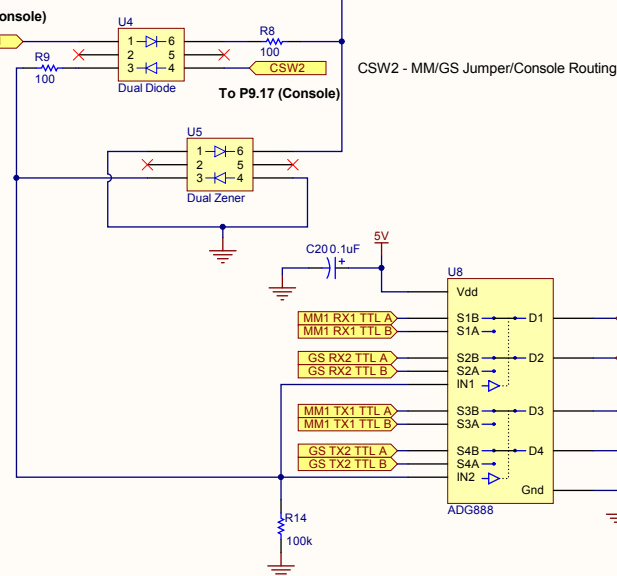 onsole)
U4
R8
R9
1
6
2
5
3
4
100
100
CSW2
CSW2 - MM/GS Jumper/Console Routing
Dual Diode
To P9.17 (Console)
U5
1
6
2
5
3
4
Dual Zener
5V
C20 0.1uF
+
U8
Vdd
MM1 RX1 TTL A
S1B
D1
MM1 RX1 TTL B
S1A
GS RX2 TTL A
S2B
D2
GS RX2 TTL B
S2A
IN1
MM1 TX1 TTL A
S3B
D3
MM1 TX1 TTL B
S3A
GS TX2 TTL A
S4B
D4
GS TX2 TTL B
S4A
IN2
Gnd
ADG888
R14
100k